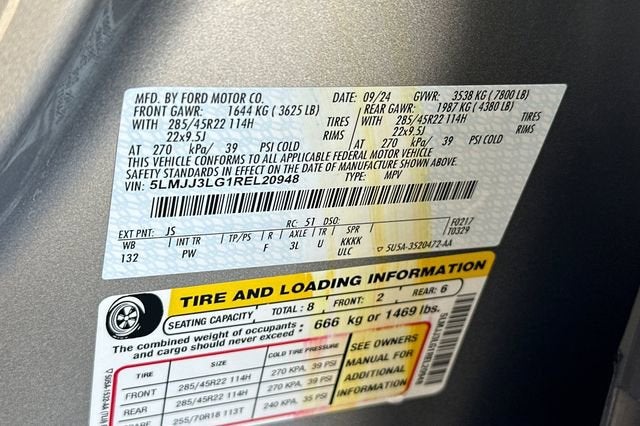 MFD. BY FORD MOTOR CO. DATE: 09/24 GVWR: 3538 KG (7800 LB)
FRONT GAWR: 1644 KG (3625 LB) REAR GAWR: 1987 KG (4380 LB)
WITH 285/45R22 114H TIRES WITH 285/45R22 114H TIRES
22x9.5J RIMS 22x9.5J RIMS
AT 270 kPa/ 39 PSI COLD AT 270 kPa/ 39 PSI COLD
THIS VEHICLE CONFORMS TO ALL APPLICABLE FEDERAL MOTOR VEHICLE
SAFETY STANDARDS IN EFFECT ON THE DATE OF MANUFACTURE SHOWN ABOVE.
VIN: 5LMJJ3LG1REL20948 TYPE: MPV
EXT PNT: JS RC: 51 DSO: F0217
WB INT TR TP/PS R AXLE TR SPR T0329
132 PW F 3L U KKKK
ULC ▽ 5U5A-3520472-AA
TIRE AND LOADING INFORMATION
SEATING CAPACITY TOTAL: 8 FRONT: 2 REAR: 6
The combined weight of occupants
and cargo should never exceed: 666 kg or 1469 lbs.
TIRE SIZE COLD TIRE PRESSURE
FRONT 285/45R22 114H 270 KPA, 39 PSI
REAR 285/45R22 114H 270 KPA, 39 PSI
SPARE 255/70R18 113T 240 KPA, 35 PSI
SEE OWNERS
MANUAL FOR
ADDITIONAL
INFORMATION
5LMJJ3LG1REL20948